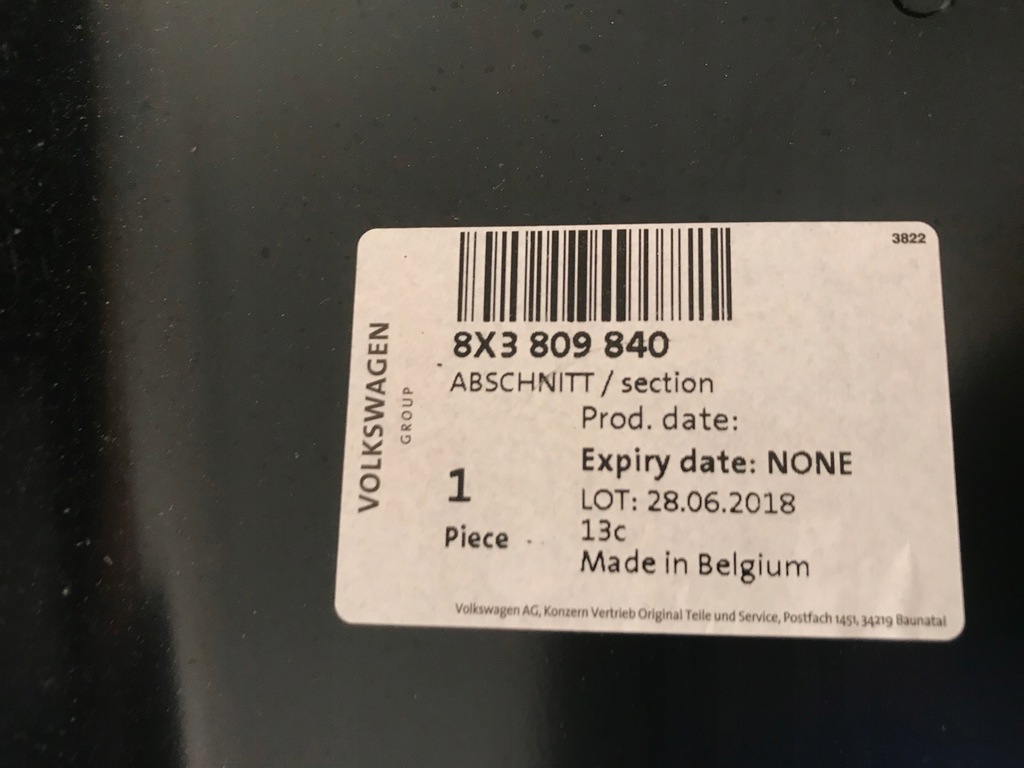 3822
8X3 809 840
ABSCHNITT / section
Prod. date:
Expiry date: NONE
LOT: 28.06.2018
13c
Made in Belgium
1
Piece
VOLKSWAGEN
GROUP
Volkswagen AG, Konzern Vertrieb Original Teile und Service, Postfach 1451, 34219 Baunatal